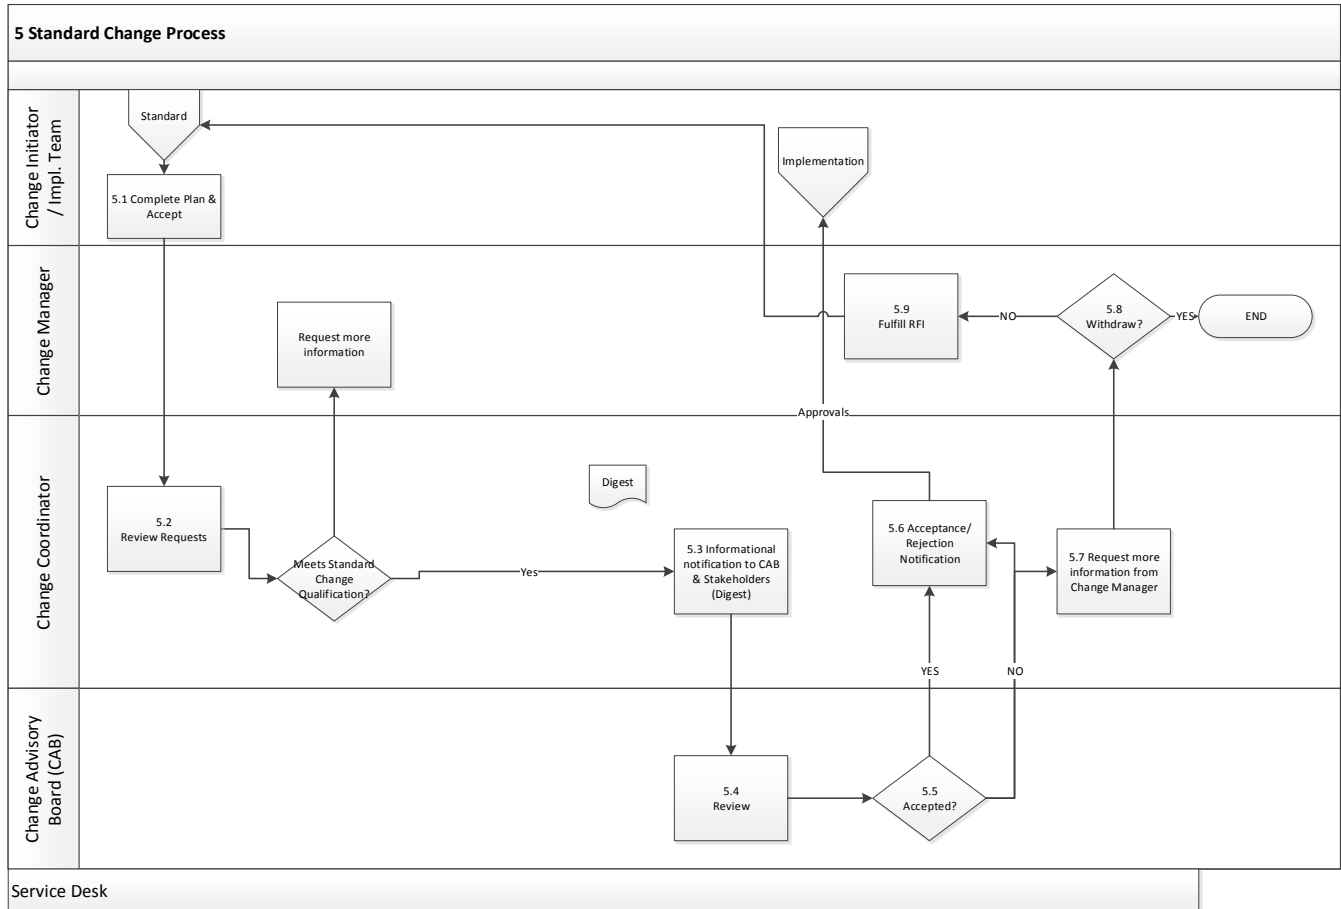 5 Standard Change Process
Change Initiator
/ Impl. Team
Standard
5.1 Complete Plan &
Accept
Implementation
Change Manager
Request more
information
5.9
Fulfill RFI
NO
5.8
Withdraw?
YES
END
Approvals
Change Coordinator
Digest
5.2
Review Requests
Meets Standard
Change
Qualification?
Yes
5.3 Informational
notification to CAB
& Stakeholders
(Digest)
5.6 Acceptance/
Rejection
Notification
5.7 Request more
information from
Change Manager
YES
NO
Change Advisory
Board (CAB)
5.4
Review
5.5
Accepted?
Service Desk